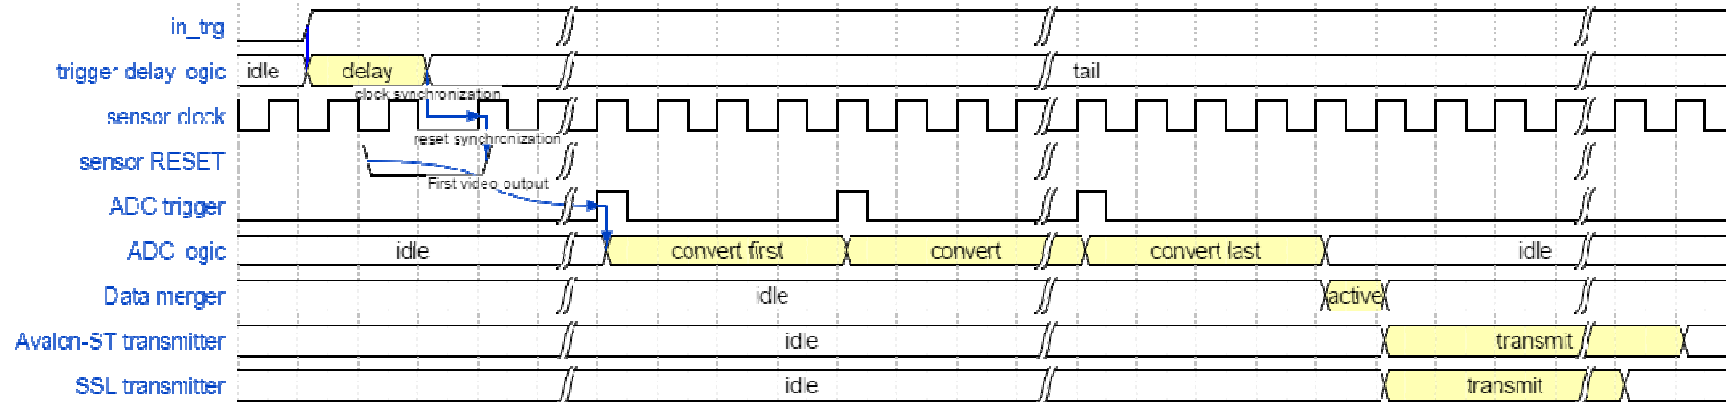 in_trg
trigger delay logic idle delay tail
clock synchronization
sensor clock
reset synchronization
sensor RESET
First video output
ADC trigger
ADC logic idle convert first convert convert last idle
Data merger idle active
Avalon-ST transmitter idle transmit
SSL transmitter idle transmit